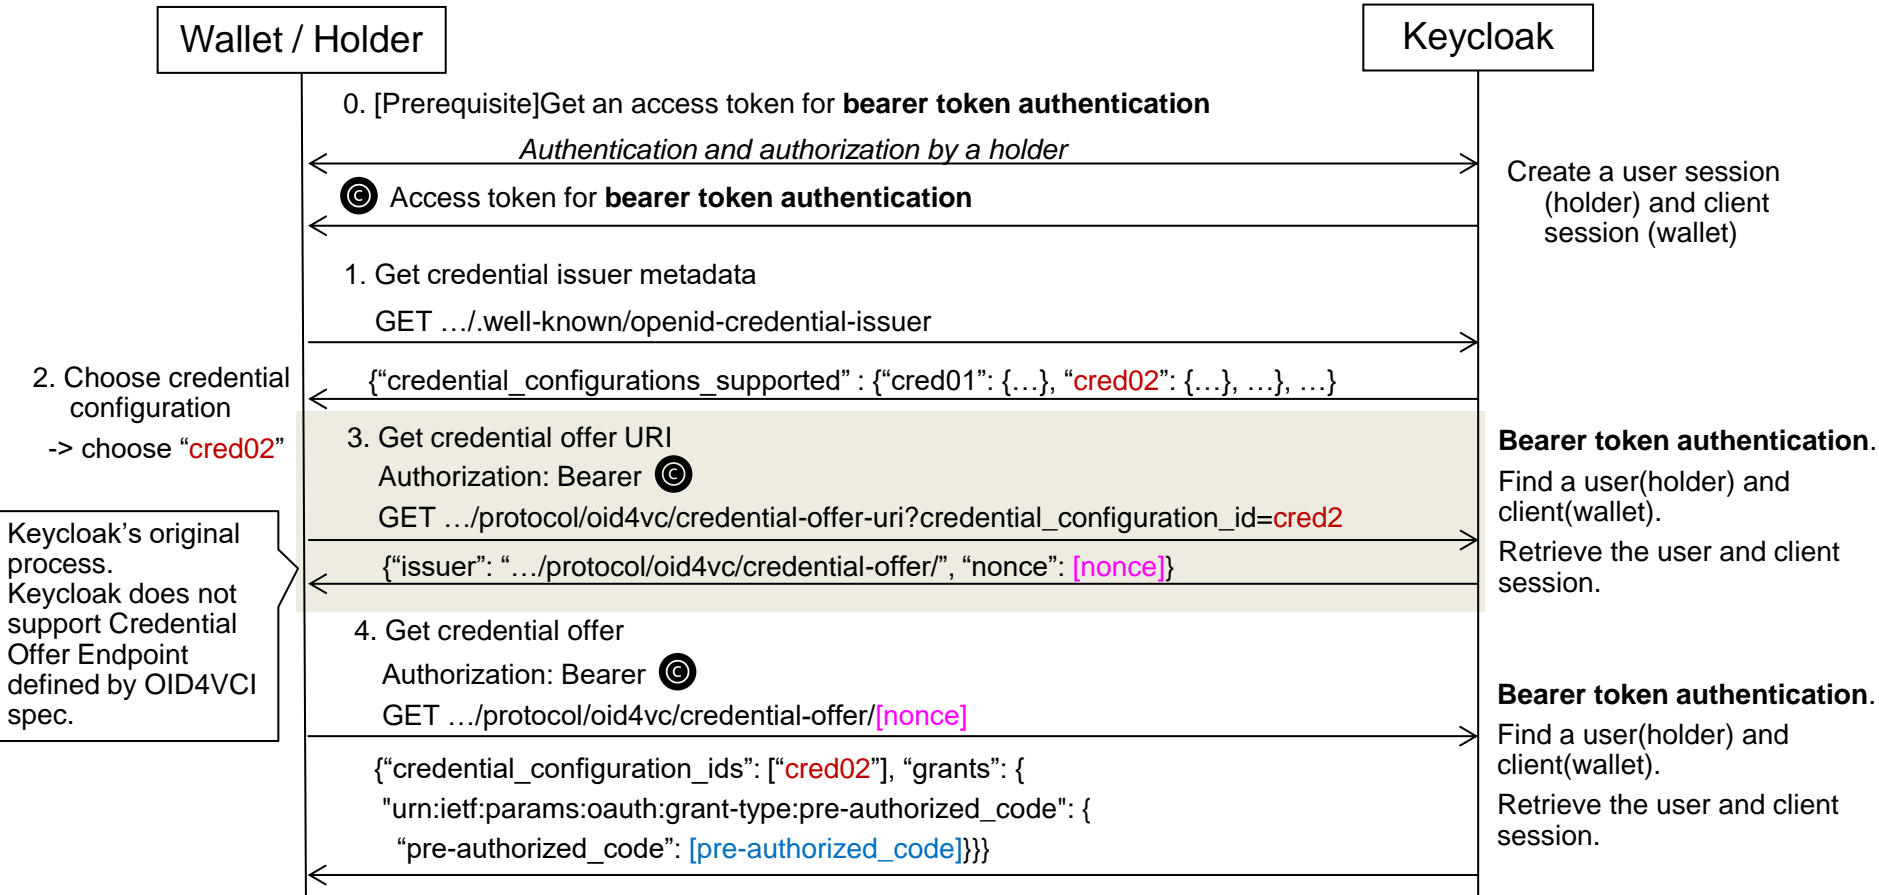 Wallet / Holder
Keycloak
0. [Prerequisite]Get an access token for bearer token authentication
Authentication and authorization by a holder
Create a user session
(holder) and client
session (wallet)
© Access token for bearer token authentication
1. Get credential issuer metadata
GET …/.well-known/openid-credential-issuer
2. Choose credential
configuration
-> choose “cred02”
{“credential_configurations_supported” : {“cred01”: {…}, “cred02”: {…}, …}, …}
3. Get credential offer URI
Authorization: Bearer ©
GET …/protocol/oid4vc/credential-offer-uri?credential_configuration_id=cred2
Bearer token authentication.
Find a user(holder) and
client(wallet).
Retrieve the user and client
session.
{“issuer”: “…/protocol/oid4vc/credential-offer/”, “nonce”: [nonce]}
Keycloak’s original
process.
Keycloak does not
support Credential
Offer Endpoint
defined by OID4VCI
spec.
4. Get credential offer
Authorization: Bearer ©
GET …/protocol/oid4vc/credential-offer/[nonce]
Bearer token authentication.
Find a user(holder) and
client(wallet).
Retrieve the user and client
session.
{“credential_configuration_ids”: [“cred02”], “grants”: {
"urn:ietf:params:oauth:grant-type:pre-authorized_code": {
“pre-authorized_code”: [pre-authorized_code]}}}